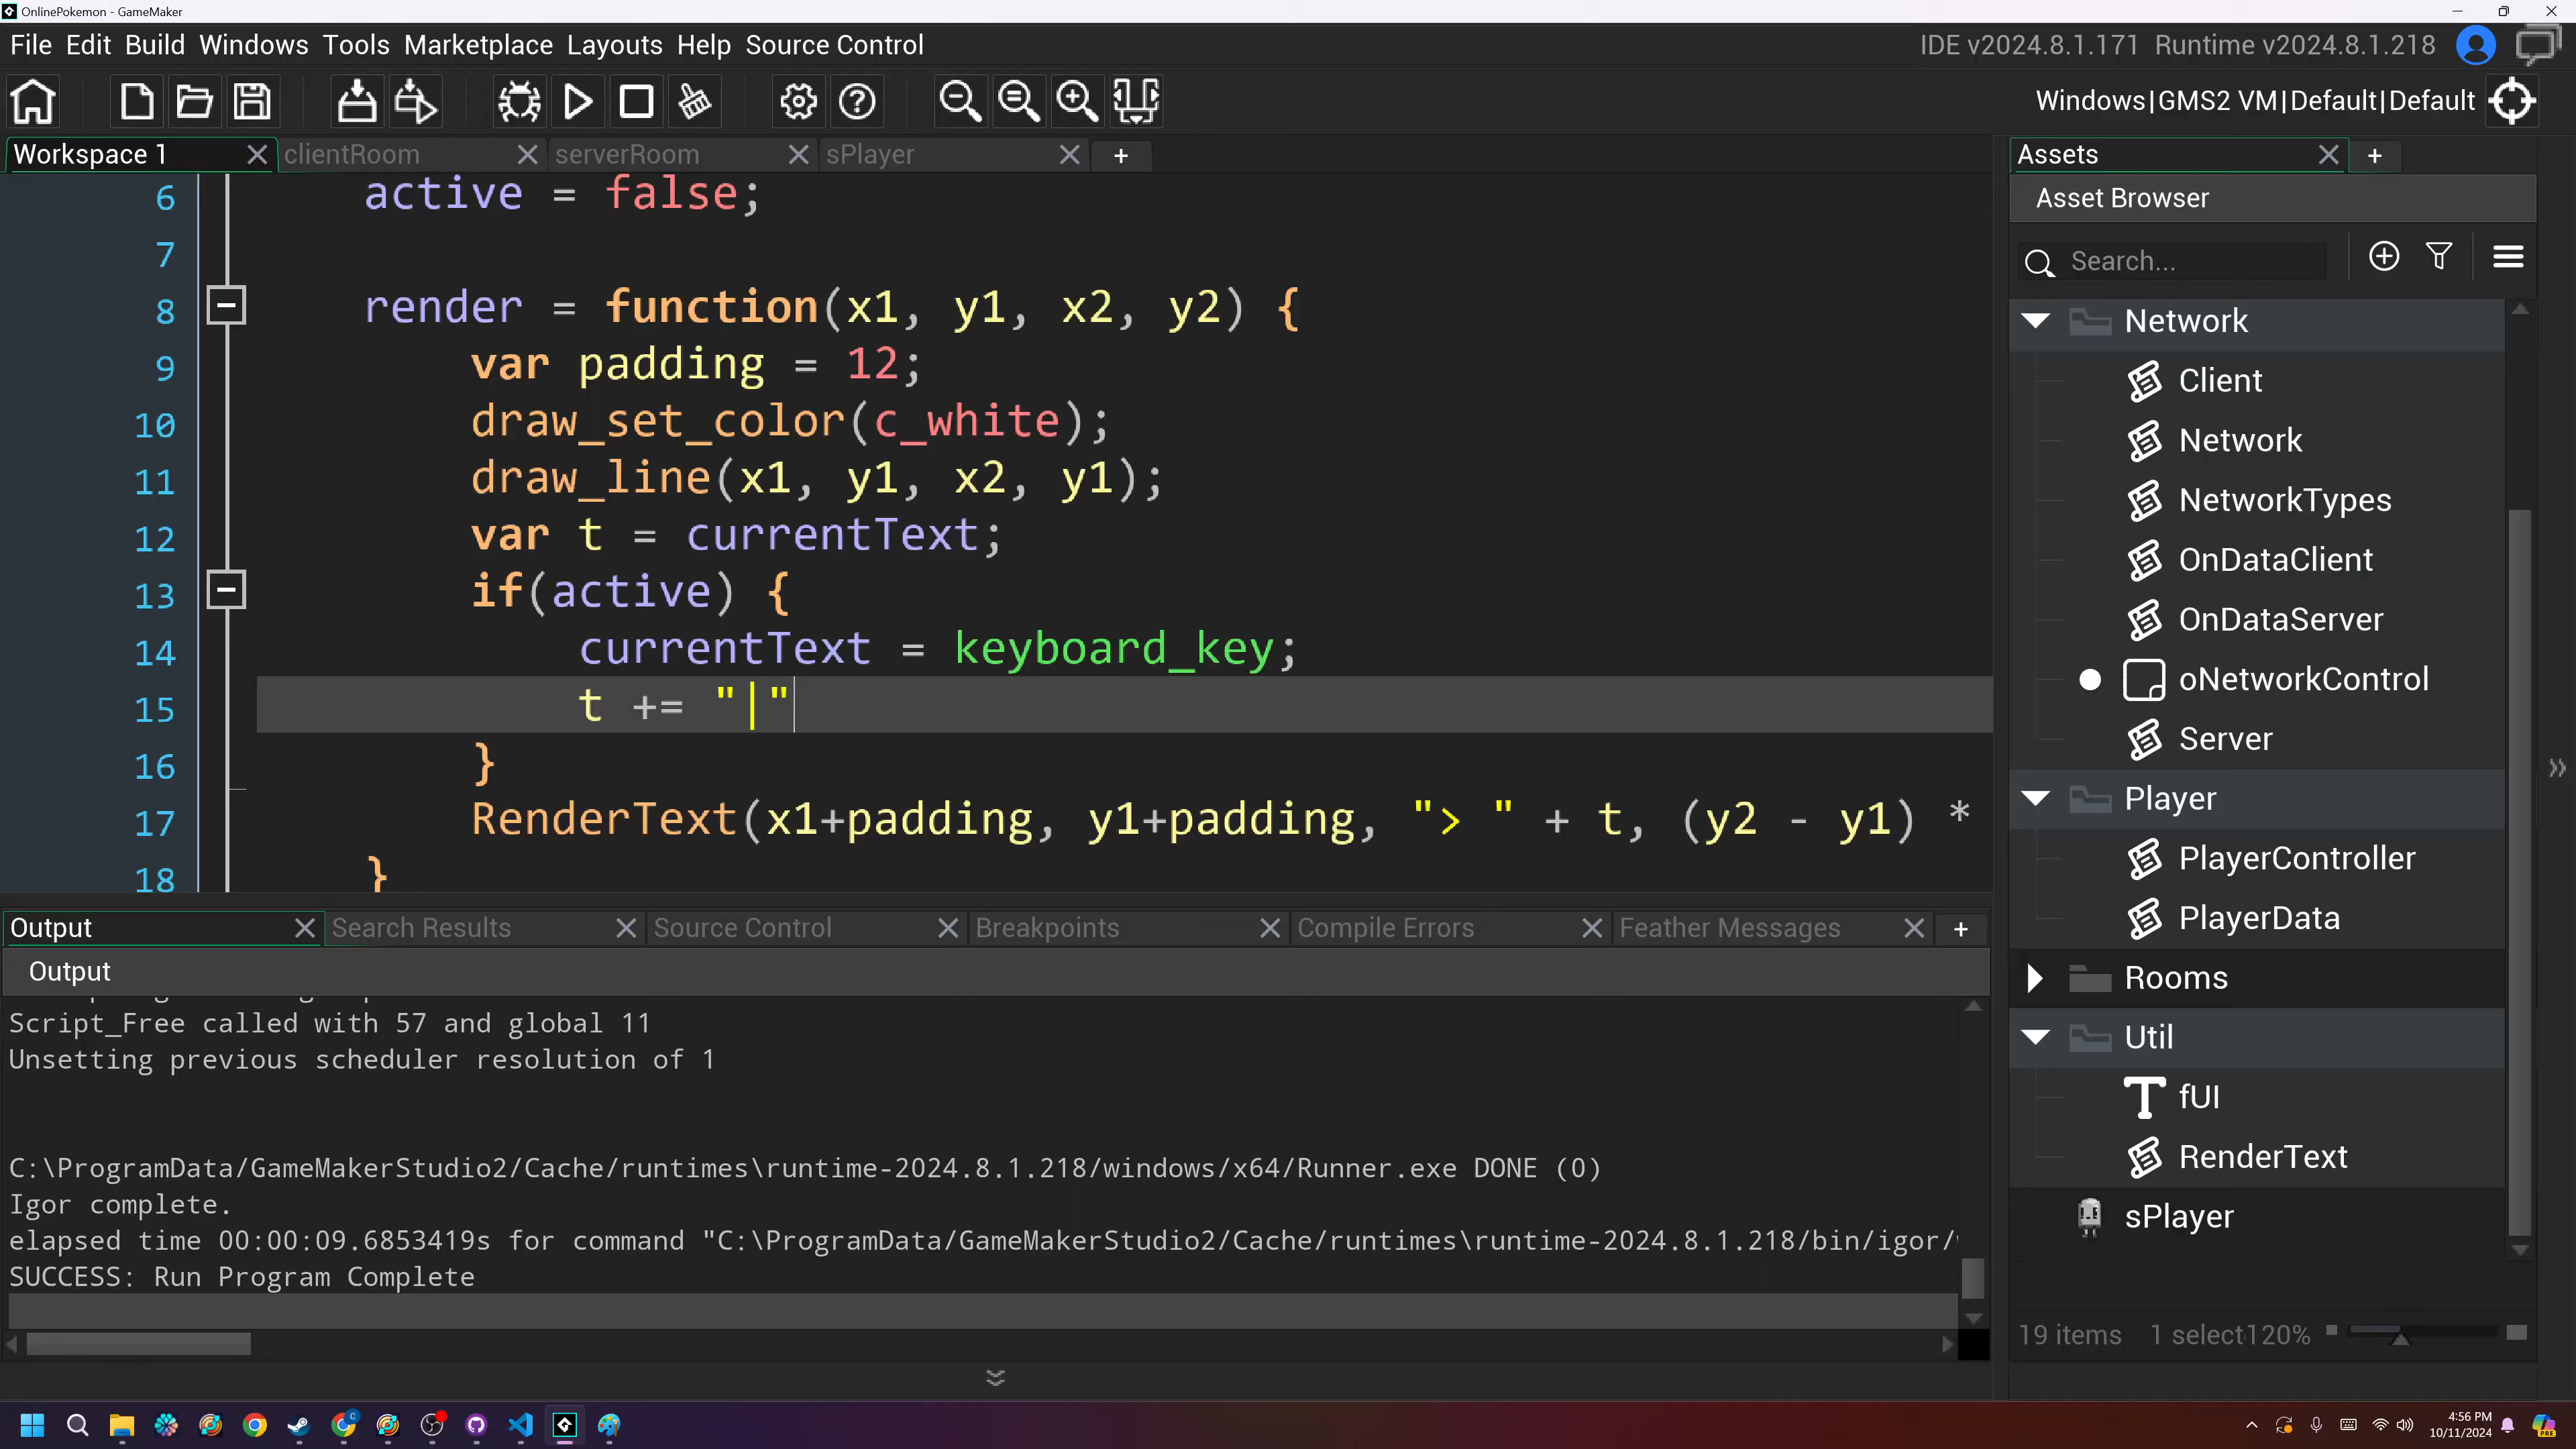 OnlinePokemon - GameMaker
File Edit Build Windows Tools Marketplace Layouts Help Source Control
IDE v2024.8.1.171 Runtime v2024.8.1.218
Windows|GMS2 VM|Default|Default
Workspace 1
clientRoom
serverRoom
sPlayer
6 active = false;
7
8 render = function(x1, y1, x2, y2) {
9 var padding = 12;
10 draw_set_color(c_white);
11 draw_line(x1, y1, x2, y1);
12 var t = currentText;
13 if(active) {
14 currentText = keyboard_key;
15 t += "|"
16 }
17 RenderText(x1+padding, y1+padding, "> " + t, (y2 - y1) *
18 }
Output
Search Results
Source Control
Breakpoints
Compile Errors
Feather Messages
Output
Script_Free called with 57 and global 11
Unsetting previous scheduler resolution of 1
C:\ProgramData/GameMakerStudio2/Cache/runtimes\runtime-2024.8.1.218/windows/x64/Runner.exe DONE (0)
Igor complete.
elapsed time 00:00:09.6853419s for command "C:\ProgramData/GameMakerStudio2/Cache/runtimes\runtime-2024.8.1.218/bin/igor/
SUCCESS: Run Program Complete
Assets
Asset Browser
Search...
Network
Client
Network
NetworkTypes
OnDataClient
OnDataServer
oNetworkControl
Server
Player
PlayerController
PlayerData
Rooms
Util
fUI
RenderText
sPlayer
19 items 1 select 120%
4:56 PM
10/11/2024